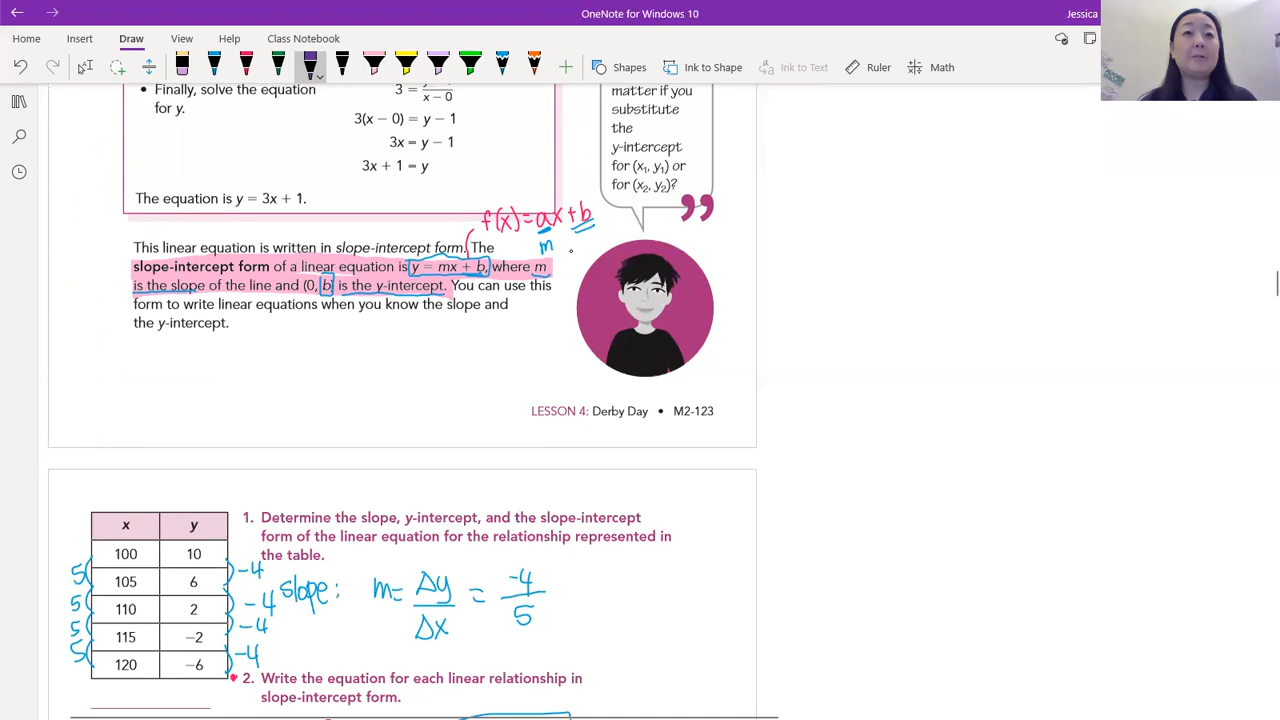 OneNote for Windows 10
Jessica
Home Insert Draw View Help Class Notebook
Shapes Ink to Shape Ink to Text Ruler Math
• Finally, solve the equation
for y.
3 =
x − 0
3(x − 0) = y − 1
3x = y − 1
3x + 1 = y
The equation is y = 3x + 1.
matter if you
substitute
the
y-intercept
for (x₁, y₁) or
for (x₂, y₂)?
f(x) = ax + b
m
This linear equation is written in slope-intercept form. The
slope-intercept form of a linear equation is y = mx + b, where m
is the slope of the line and (0, b) is the y-intercept. You can use this
form to write linear equations when you know the slope and
the y-intercept.
LESSON 4: Derby Day • M2-123
x y
100 10
105 6
110 2
115 −2
120 −6
5
5
5
5
-4
-4
-4
-4
1. Determine the slope, y-intercept, and the slope-intercept
form of the linear equation for the relationship represented in
the table.
slope: m = Δy/Δx = -4/5
2. Write the equation for each linear relationship in
slope-intercept form.